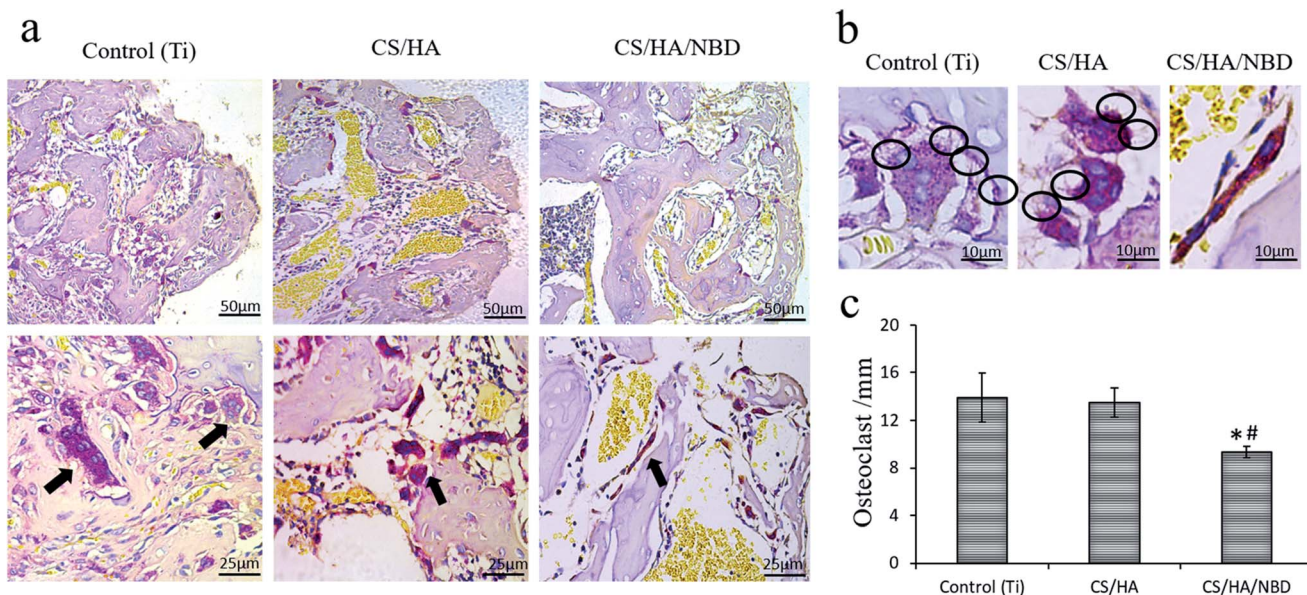 a
Control (Ti)
CS/HA
CS/HA/NBD
50μm
50μm
50μm
25μm
25μm
25μm
b
Control (Ti)
CS/HA
CS/HA/NBD
10μm
10μm
10μm
c
Osteoclast /mm
20
16
12
8
4
0
*#
Control (Ti)
CS/HA
CS/HA/NBD